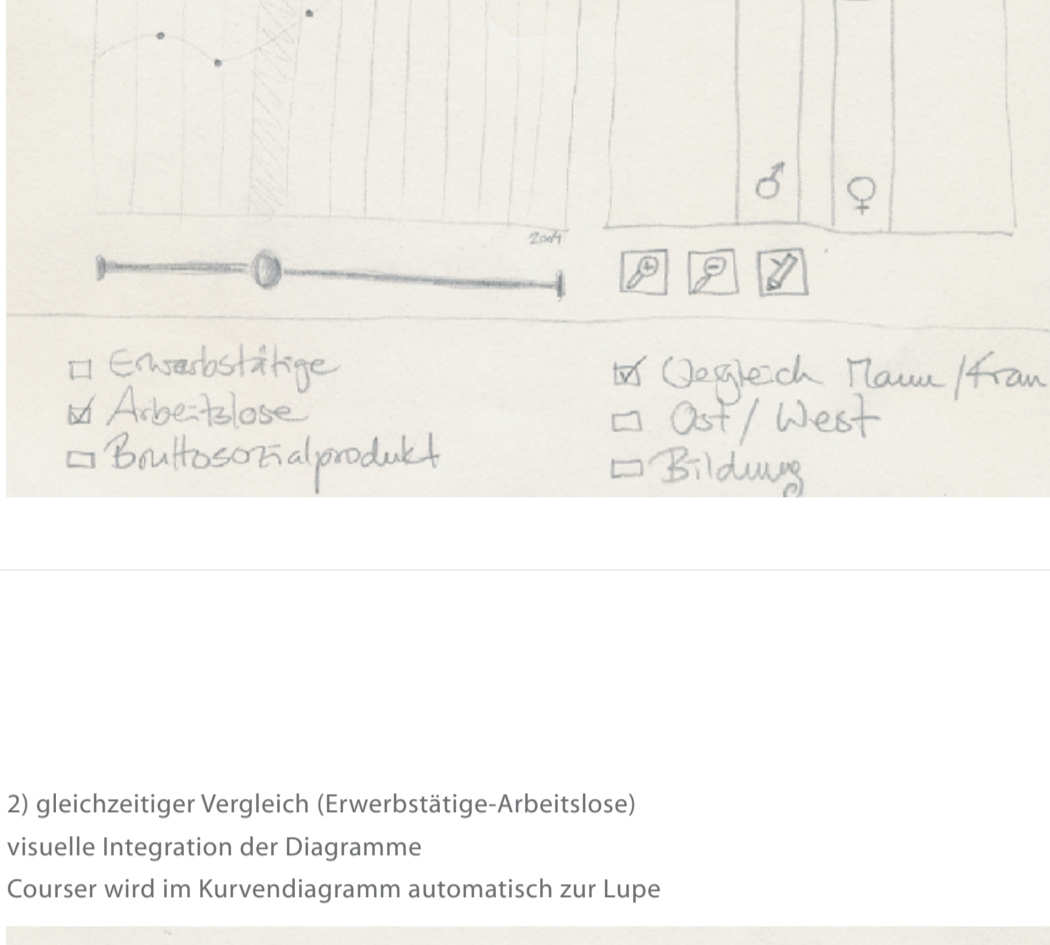 2004
♂ ♀
☐ Erwerbstätige
☑ Arbeitslose
☐ Bruttosozialprodukt
☑ Vergleich Mann/Frau
☐ Ost/West
☐ Bildung
2) gleichzeitiger Vergleich (Erwerbstätige-Arbeitslose)
visuelle Integration der Diagramme
Courser wird im Kurvendiagramm automatisch zur Lupe